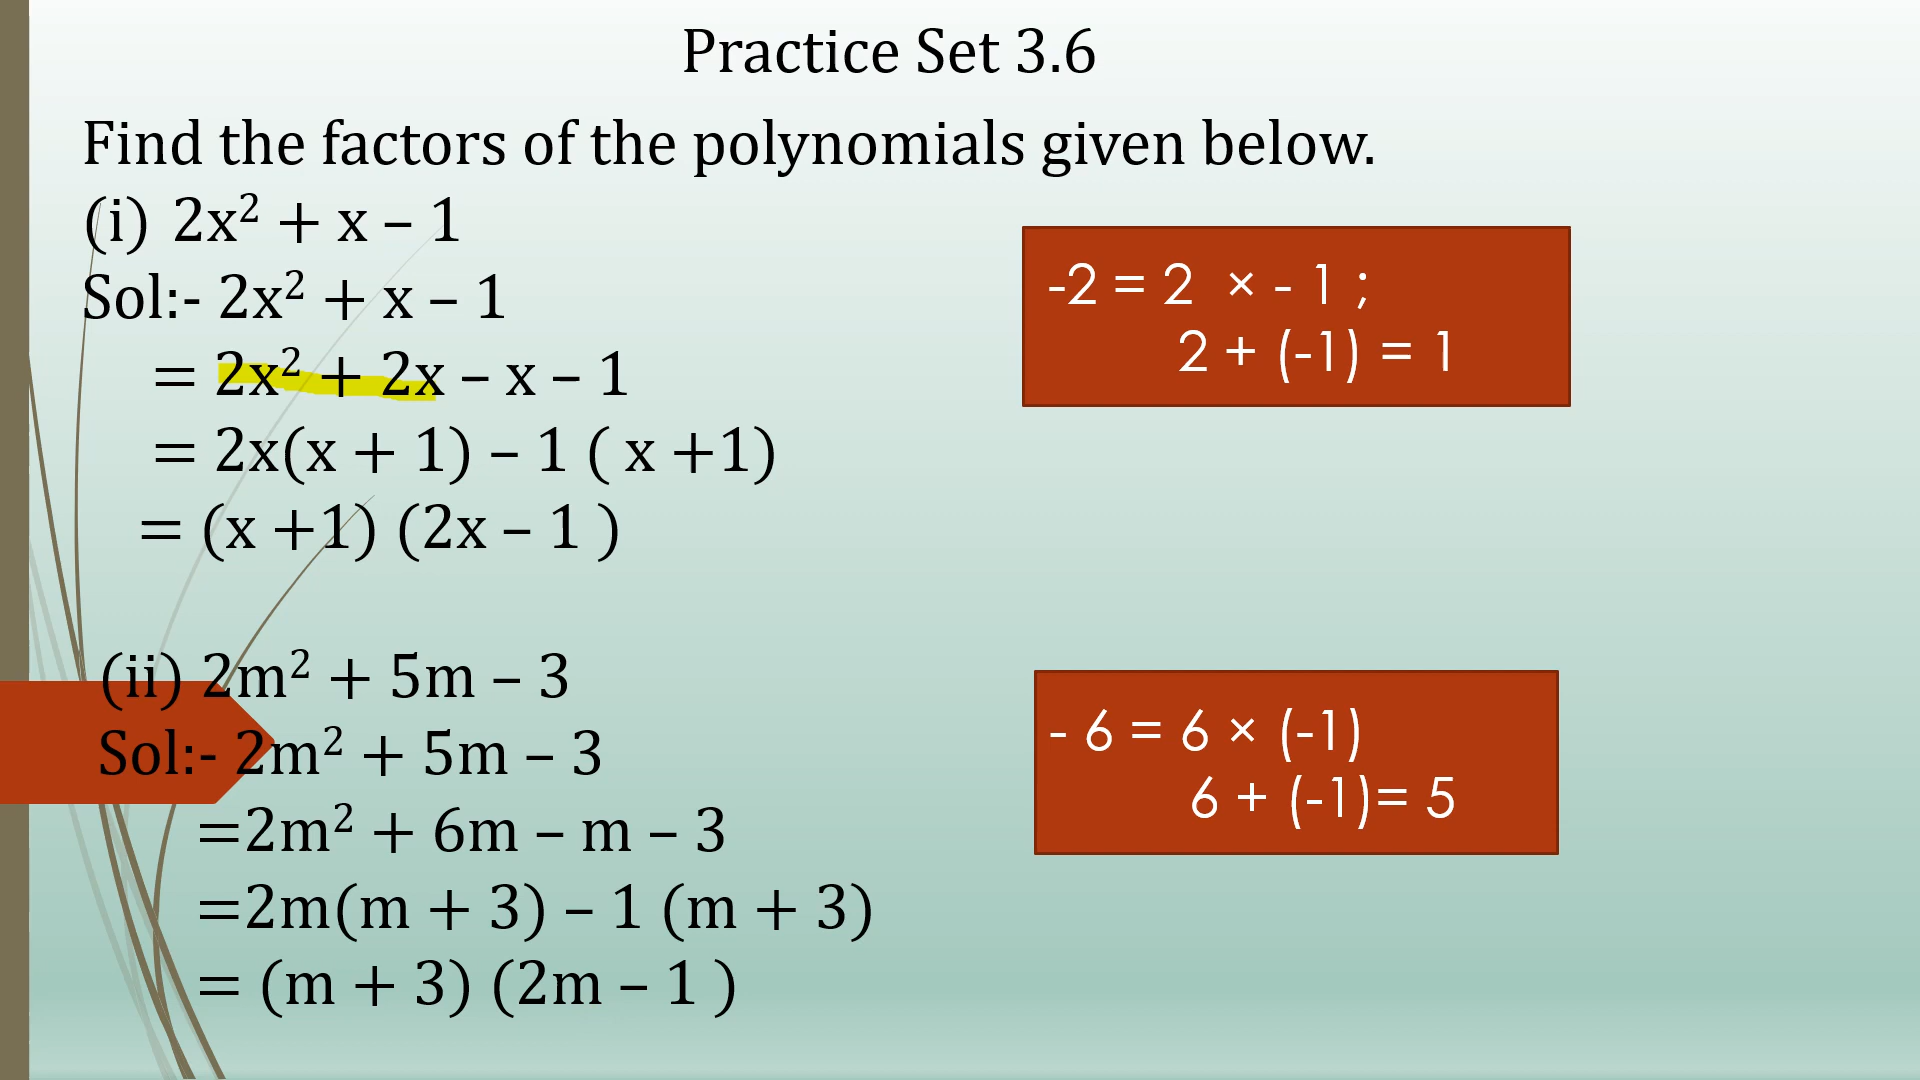 Practice Set 3.6
Find the factors of the polynomials given below.
(i) 2x² + x – 1
Sol:- 2x² + x – 1
= 2x² + 2x – x – 1
= 2x(x + 1) – 1 ( x +1)
= (x +1) (2x – 1 )
-2 = 2 × - 1 ;
2 + (-1) = 1
(ii) 2m² + 5m – 3
Sol:- 2m² + 5m – 3
=2m² + 6m – m – 3
=2m(m + 3) – 1 (m + 3)
= (m + 3) (2m – 1 )
- 6 = 6 × (-1)
6 + (-1)= 5